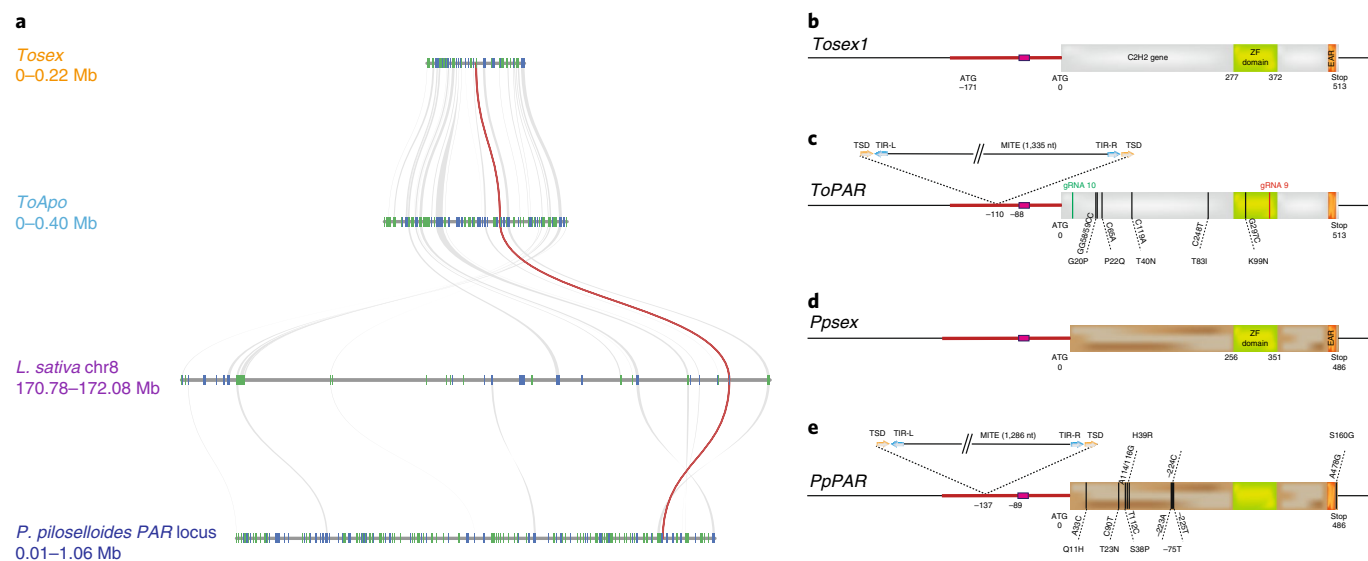 a
Tosex
0–0.22 Mb
ToApo
0–0.40 Mb
L. sativa chr8
170.78–172.08 Mb
P. piloselloides PAR locus
0.01–1.06 Mb
b
Tosex1
C2H2 gene
ZF
domain
EAR
ATG
–171
ATG
0
277
372
Stop
513
c
TSD
TIR-L
MITE (1,335 nt)
TIR-R
TSD
ToPAR
gRNA 10
gRNA 9
–110
–88
ATG
0
GG58/59CC
C65A
C119A
C248T
G297C
Stop
513
G20P
P22Q
T40N
T83I
K99N
d
Ppsex
ZF
domain
EAR
ATG
0
256
351
Stop
486
e
TSD
TIR-L
MITE (1,286 nt)
TIR-R
TSD
H39R
S160G
A114/116G
–224C
A478G
PpPAR
–137
–89
ATG
0
A33C
C90T
T112C
–223A
–225T
Stop
486
Q11H
T23N
S38P
–75T